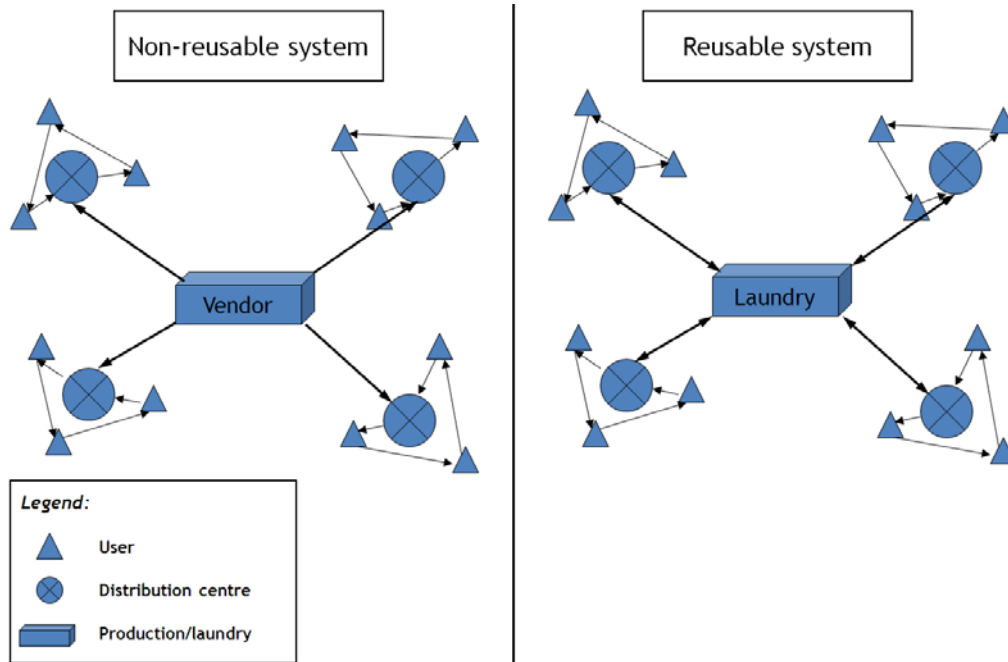 Non-reusable system
Reusable system
Vendor
Laundry
Legend:
User
Distribution centre
Production/laundry